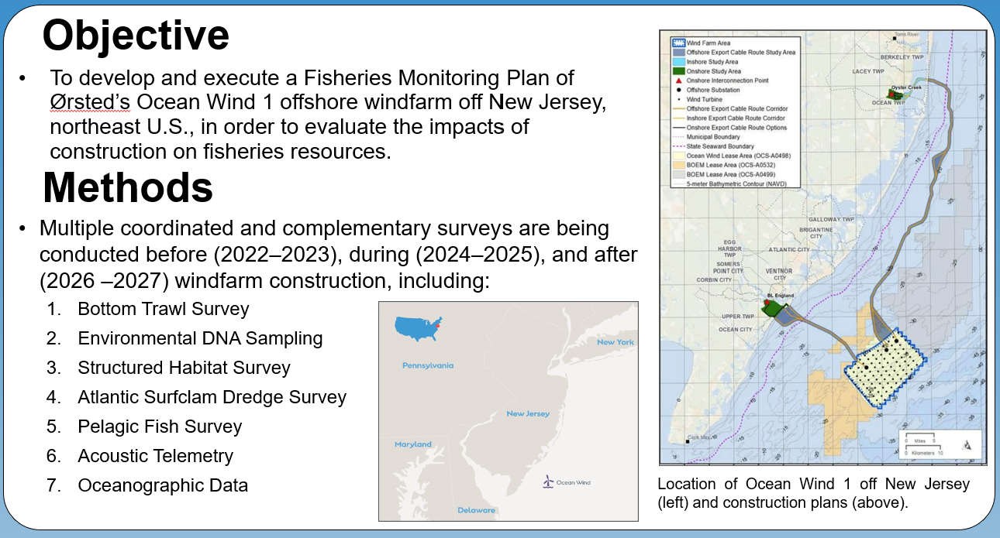 Objective
• To develop and execute a Fisheries Monitoring Plan of
Ørsted’s Ocean Wind 1 offshore windfarm off New Jersey,
northeast U.S., in order to evaluate the impacts of
construction on fisheries resources.
Methods
• Multiple coordinated and complementary surveys are being
conducted before (2022–2023), during (2024–2025), and after
(2026 –2027) windfarm construction, including:
1. Bottom Trawl Survey
2. Environmental DNA Sampling
3. Structured Habitat Survey
4. Atlantic Surfclam Dredge Survey
5. Pelagic Fish Survey
6. Acoustic Telemetry
7. Oceanographic Data
New York
Pennsylvania
New Jersey
Maryland
Ocean Wind
Delaware
Wind Farm Area
Offshore Export Cable Route Study Area
Inshore Study Area
Onshore Study Area
Onshore Interconnection Point
Offshore Substation
Wind Turbine
Offshore Export Cable Route Corridor
Inshore Export Cable Route Corridor
Onshore Export Cable Route Options
Municipal Boundary
State Seaward Boundary
Ocean Wind Lease Area (OCS-A0498)
BOEM Lease Area (OCS-A0532)
BOEM Lease Area (OCS-A0499)
5-meter Bathymetric Contour (NAVD)
Toms River
BERKELEY TWP
LACEY TWP
Oyster Creek
OCEAN TWP
GALLOWAY TWP
BRIGANTINE
CITY
EGG
HARBOR
TWP
ATLANTIC CITY
SOMERS
POINT CITY
VENTNOR
CITY
CORBIN CITY
BL England
UPPER TWP
OCEAN CITY
Cape May
0 Miles 5
0 Kilometers 10
Location of Ocean Wind 1 off New Jersey
(left) and construction plans (above).